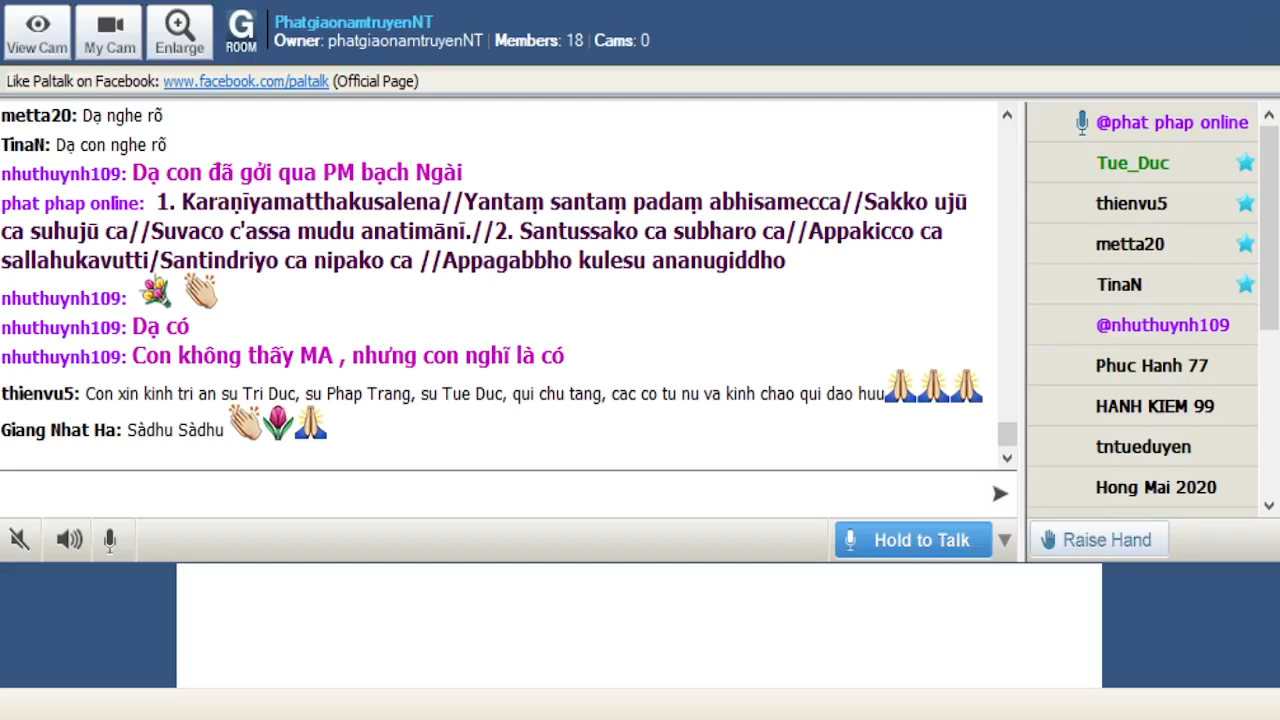 View Cam
My Cam
Enlarge
G
ROOM
PhatgiaonamtruyenNT
Owner: phatgiaonamtruyenNT | Members: 18 | Cams: 0
Like Paltalk on Facebook: www.facebook.com/paltalk (Official Page)
metta20: Dạ nghe rõ
TinaN: Dạ con nghe rõ
nhuthuynh109: Dạ con đã gởi qua PM bạch Ngài
phat phap online: 1. Karaṇīyamatthakusalena//Yantaṃ santaṃ padaṃ abhisamecca//Sakko ujū
ca suhujū ca//Suvaco c'assa mudu anatimānī.//2. Santussako ca subharo ca//Appakicco ca
sallahukavutti/Santindriyo ca nipako ca //Appagabbho kulesu ananugiddho
nhuthuynh109:
nhuthuynh109: Dạ có
nhuthuynh109: Con không thấy MA , nhưng con nghĩ là có
thienvu5: Con xin kinh tri an su Tri Duc, su Phap Trang, su Tue Duc, qui chu tang, cac co tu nu va kinh chao qui dao huu
Giang Nhat Ha: Sàdhu Sàdhu
Hold to Talk
@phat phap online
Tue_Duc
thienvu5
metta20
TinaN
@nhuthuynh109
Phuc Hanh 77
HANH KIEM 99
tntueduyen
Hong Mai 2020
Raise Hand